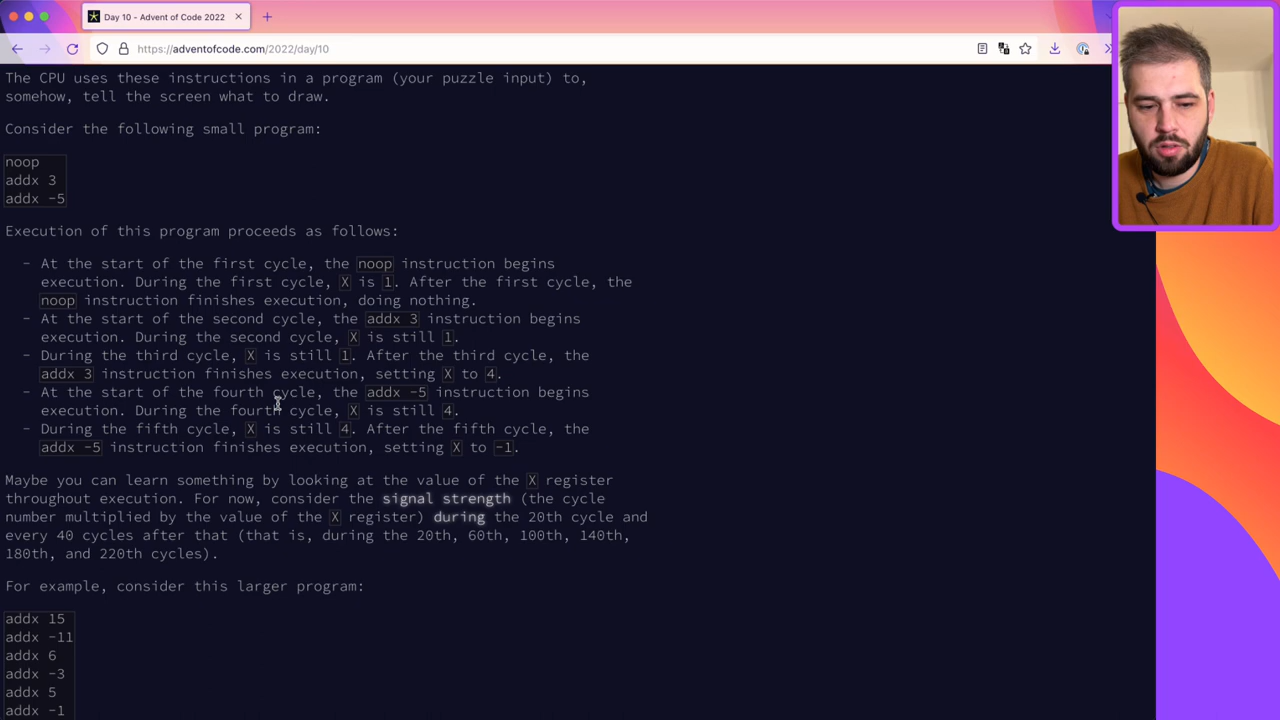 Day 10 - Advent of Code 2022
https://adventofcode.com/2022/day/10
The CPU uses these instructions in a program (your puzzle input) to,
somehow, tell the screen what to draw.
Consider the following small program:
noop
addx 3
addx -5
Execution of this program proceeds as follows:
- At the start of the first cycle, the noop instruction begins
execution. During the first cycle, X is 1. After the first cycle, the
noop instruction finishes execution, doing nothing.
- At the start of the second cycle, the addx 3 instruction begins
execution. During the second cycle, X is still 1.
- During the third cycle, X is still 1. After the third cycle, the
addx 3 instruction finishes execution, setting X to 4.
- At the start of the fourth cycle, the addx -5 instruction begins
execution. During the fourth cycle, X is still 4.
- During the fifth cycle, X is still 4. After the fifth cycle, the
addx -5 instruction finishes execution, setting X to -1.
Maybe you can learn something by looking at the value of the X register
throughout execution. For now, consider the signal strength (the cycle
number multiplied by the value of the X register) during the 20th cycle and
every 40 cycles after that (that is, during the 20th, 60th, 100th, 140th,
180th, and 220th cycles).
For example, consider this larger program:
addx 15
addx -11
addx 6
addx -3
addx 5
addx -1